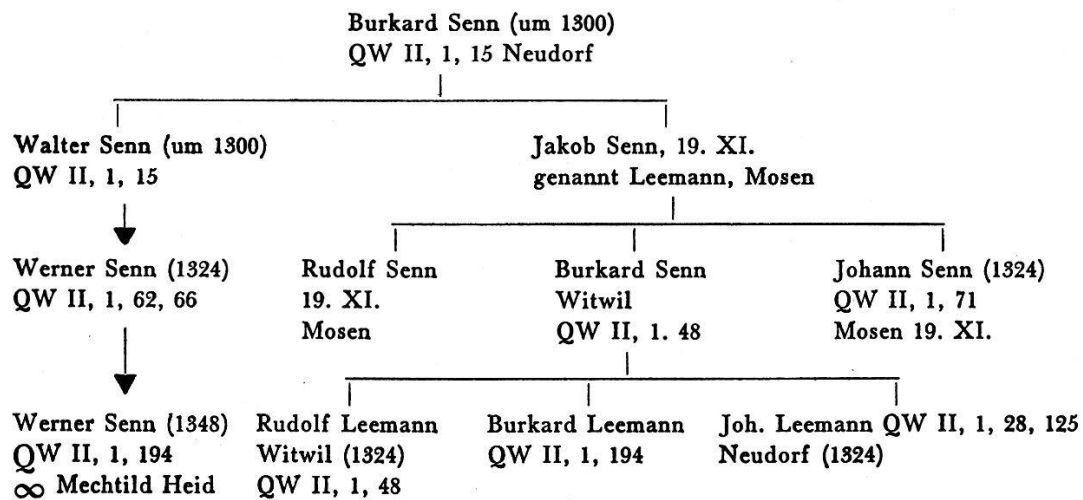 Burkard Senn (um 1300)
QW II, 1, 15 Neudorf
Walter Senn (um 1300)
QW II, 1, 15
Jakob Senn, 19. XI.
genannt Leemann, Mosen
Werner Senn (1324)
QW II, 1, 62, 66
Rudolf Senn
19. XI.
Mosen
Burkard Senn
Witwil
QW II, 1. 48
Johann Senn (1324)
QW II, 1, 71
Mosen 19. XI.
Werner Senn (1348)
QW II, 1, 194
∞ Mechtild Heid
Rudolf Leemann
Witwil (1324)
QW II, 1, 48
Burkard Leemann
QW II, 1, 194
Joh. Leemann QW II, 1, 28, 125
Neudorf (1324)